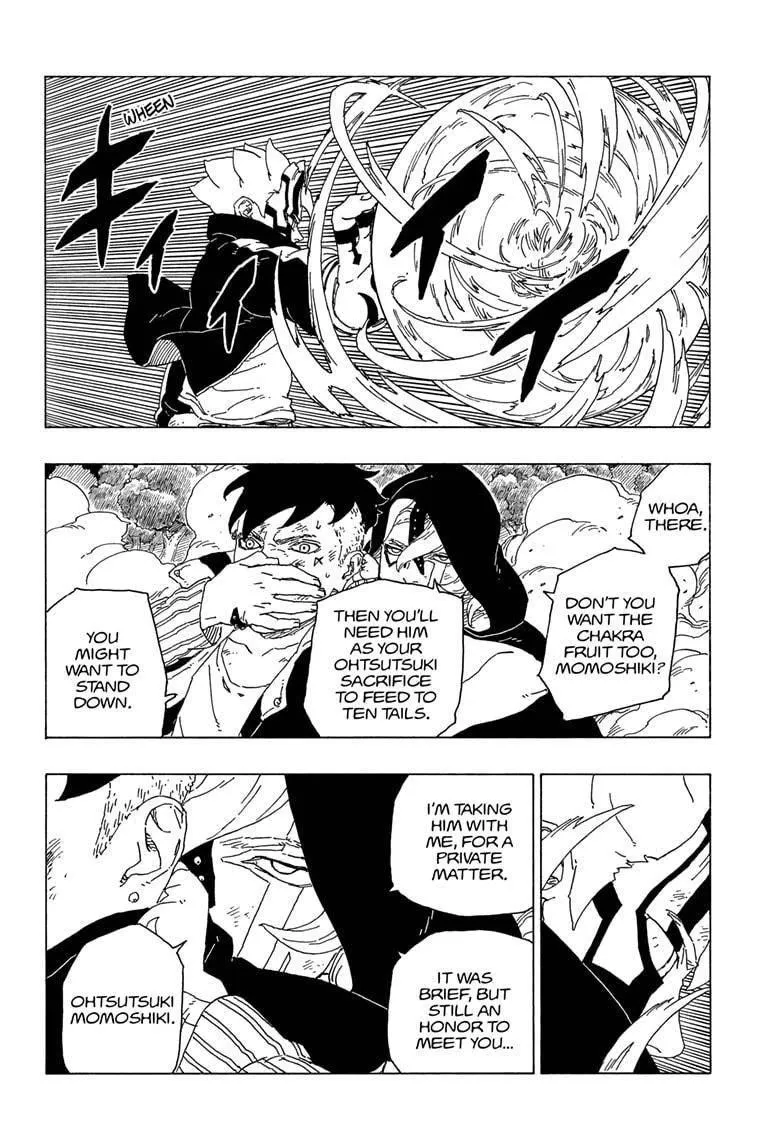 WHEEN
キィイイ
WHOA,
THERE.
DON'T YOU
WANT THE
CHAKRA
FRUIT TOO,
MOMOSHIKI?
THEN YOU'LL
NEED HIM
AS YOUR
OHTSUTSUKI
SACRIFICE
TO FEED TO
TEN TAILS.
YOU
MIGHT
WANT TO
STAND
DOWN.
I'M TAKING
HIM WITH
ME, FOR A
PRIVATE
MATTER.
IT WAS
BRIEF, BUT
STILL AN
HONOR TO
MEET YOU...
OHTSUTSUKI
MOMOSHIKI.